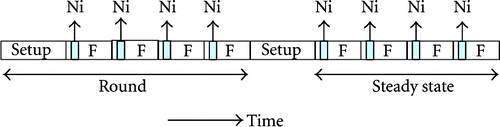 Ni Ni Ni Ni Ni Ni Ni Ni
Setup F F F F Setup F F F F
Round Steady state
Time